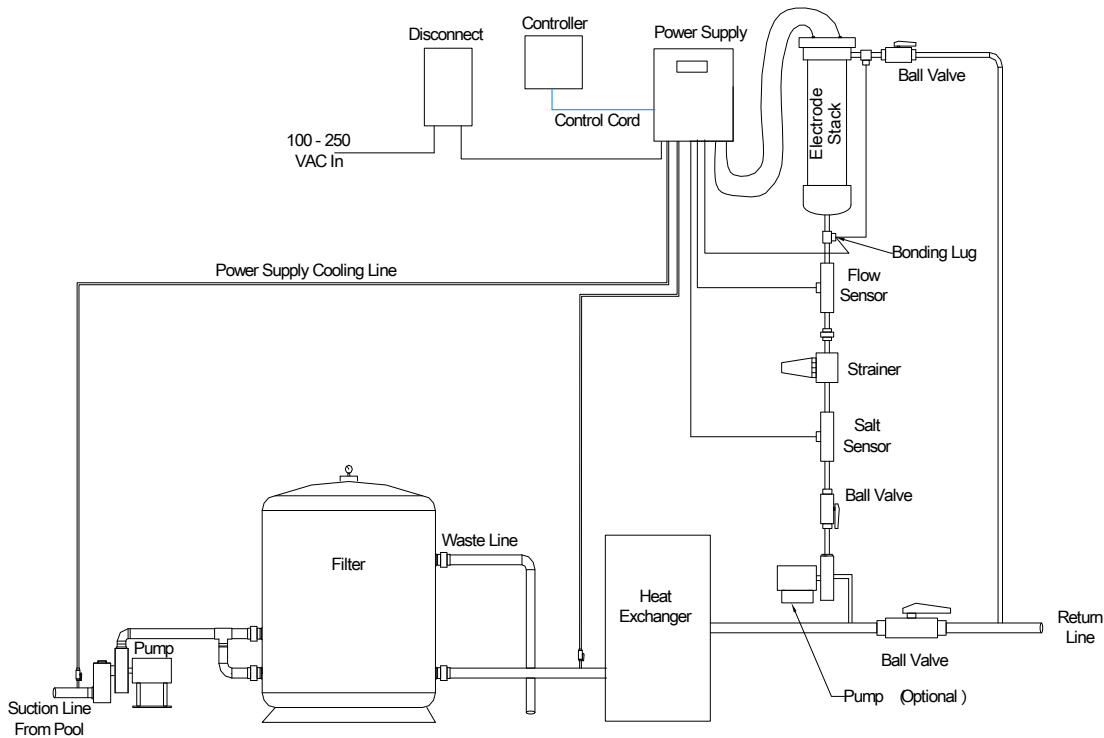 Disconnect
Controller
Power Supply
Ball Valve
Control Cord
100 - 250
VAC In
Electrode
Stack
Bonding Lug
Power Supply Cooling Line
Flow
Sensor
Strainer
Salt
Sensor
Ball Valve
Waste Line
Filter
Heat
Exchanger
Return
Line
Pump
Ball Valve
Pump (Optional )
Suction Line
From Pool